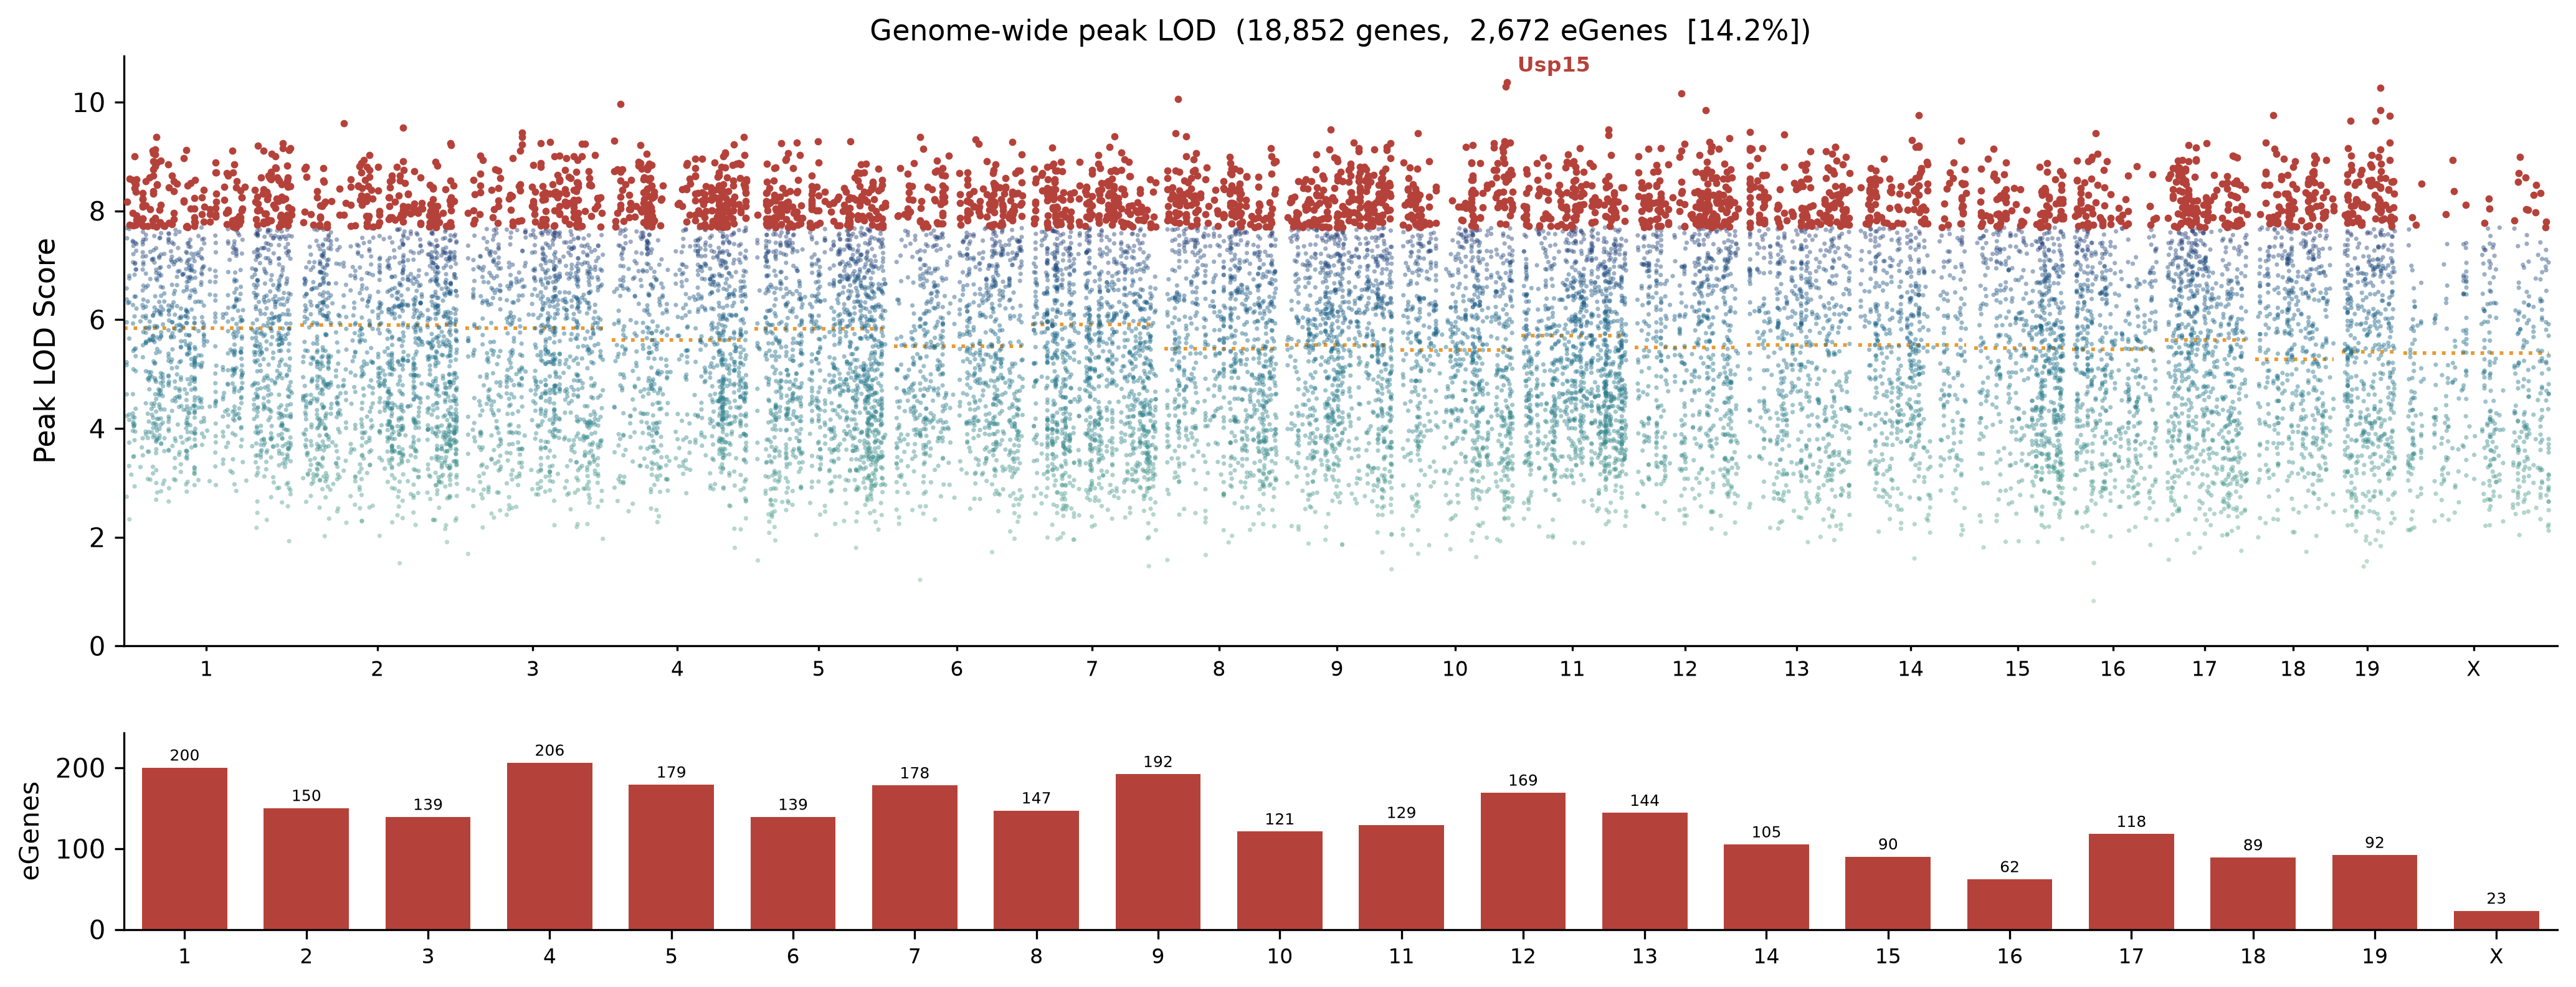 Genome-wide peak LOD (18,852 genes, 2,672 eGenes [14.2%])
Usp15
Peak LOD Score
10
8
6
4
2
0
1 2 3 4 5 6 7 8 9 10 11 12 13 14 15 16 17 18 19 X
eGenes
200
100
0
200 150 139 206 179 139 178 147 192 121 129 169 144 105 90 62 118 89 92 23
1 2 3 4 5 6 7 8 9 10 11 12 13 14 15 16 17 18 19 X